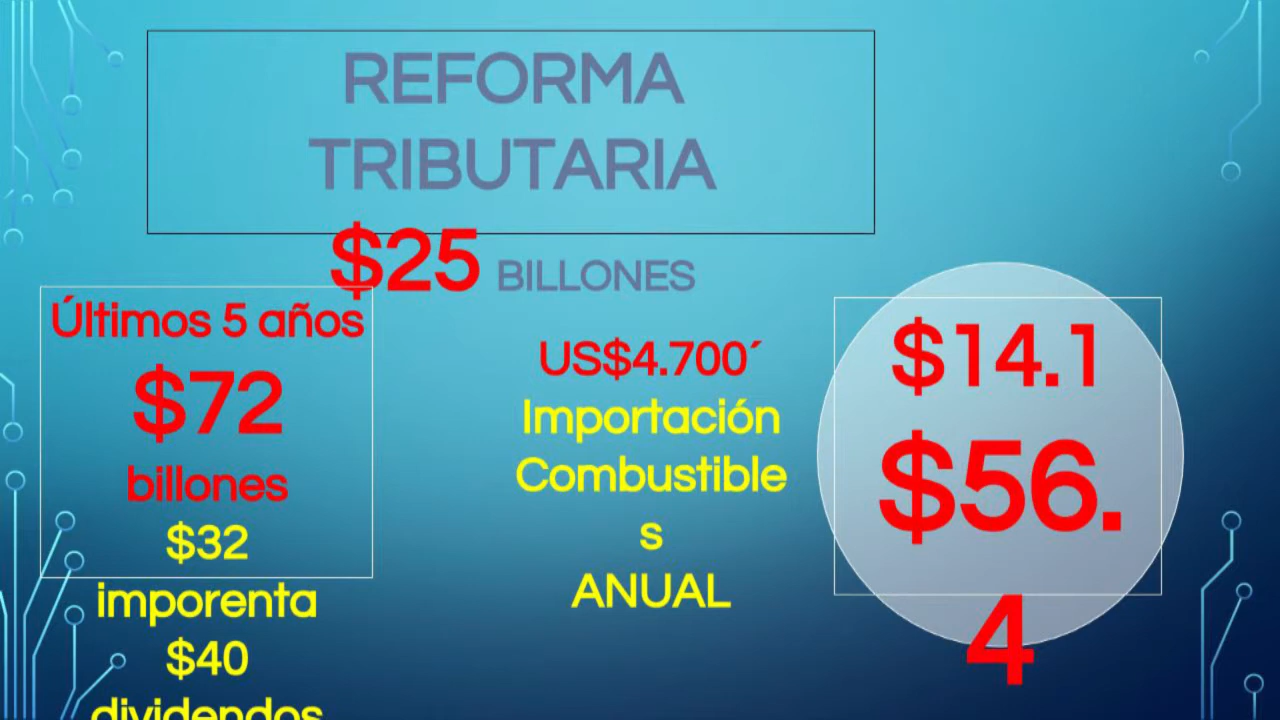 REFORMA
TRIBUTARIA
$25 BILLONES
Últimos 5 años
$72
billones
$32
imporenta
$40
dividendos
US$4.700´
Importación
Combustible
s
ANUAL
$14.1
$56.
4